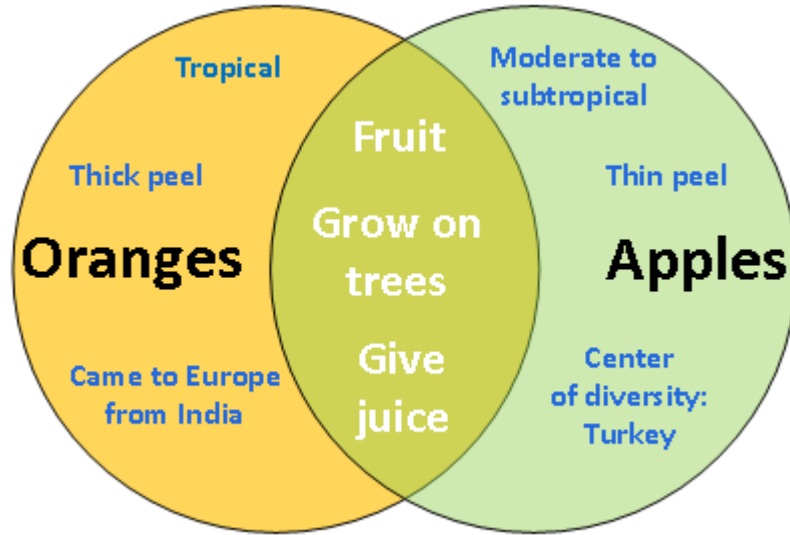 Tropical
Moderate to
subtropical
Fruit
Thick peel
Thin peel
Grow on
trees
Oranges
Apples
Give
juice
Came to Europe
from India
Center
of diversity:
Turkey